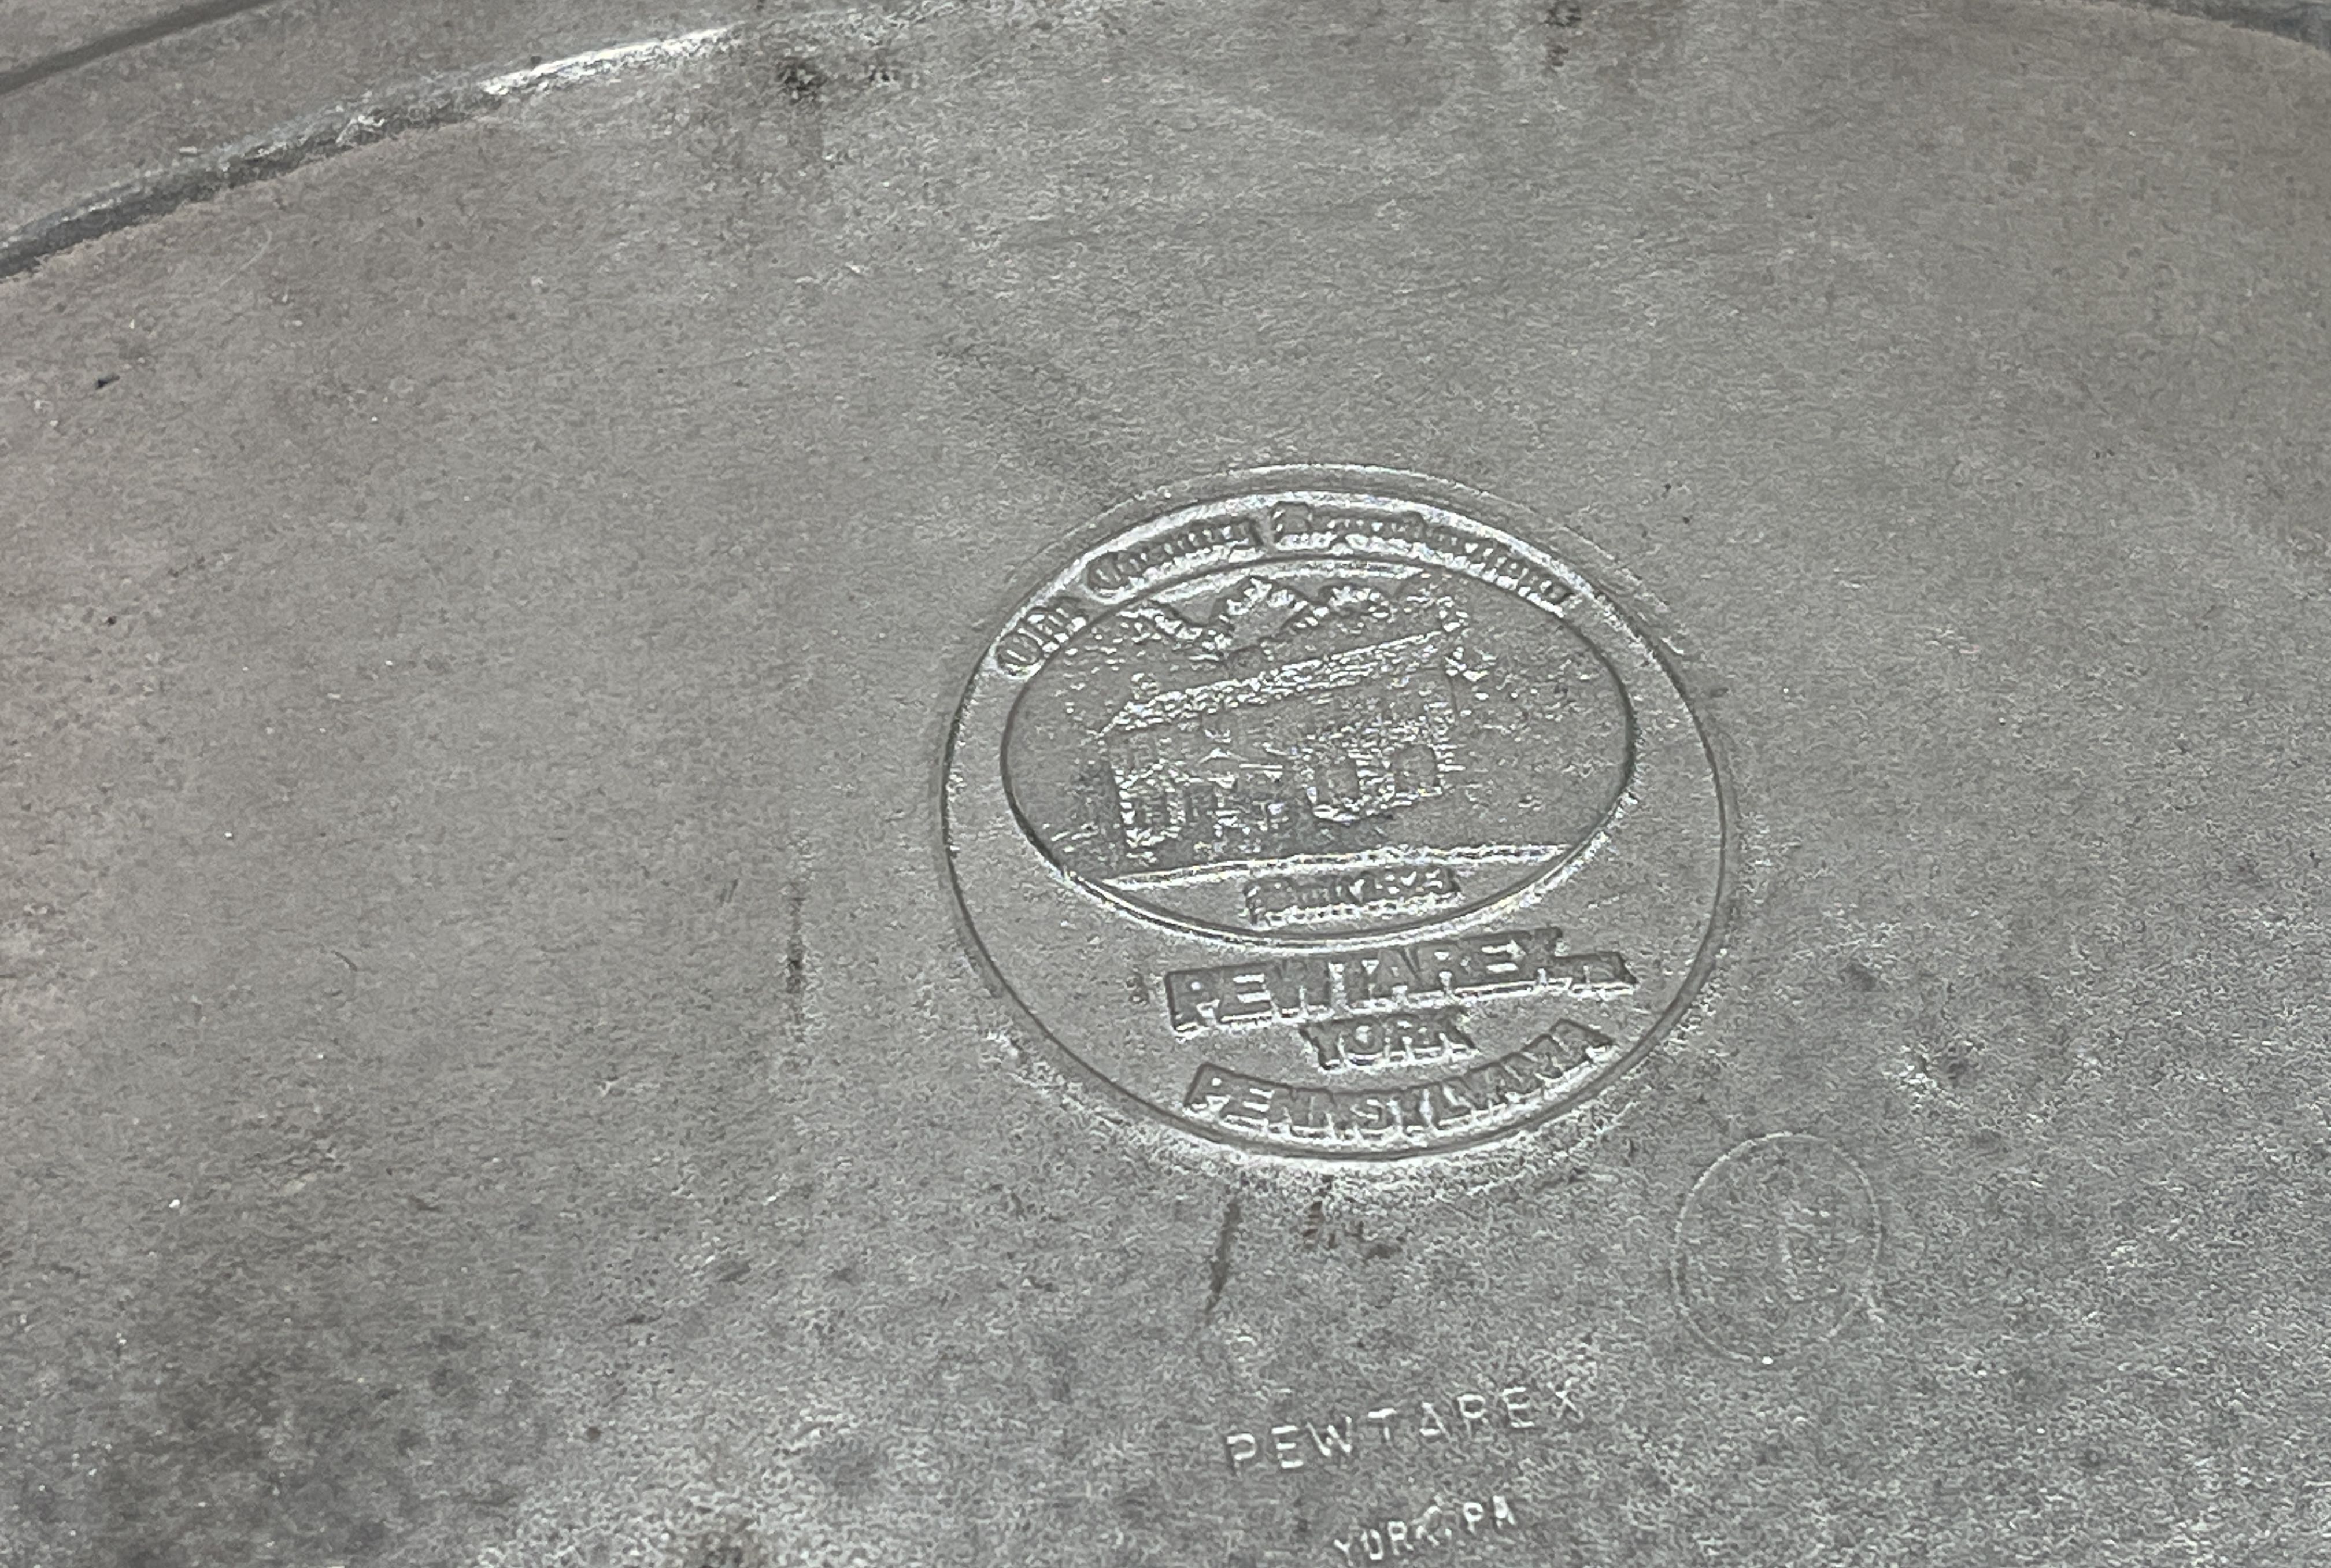 Old Country Reproductions
PEWTAREX
YORK
PENNSYLVANIA
PEWTAREX
YORK, PA